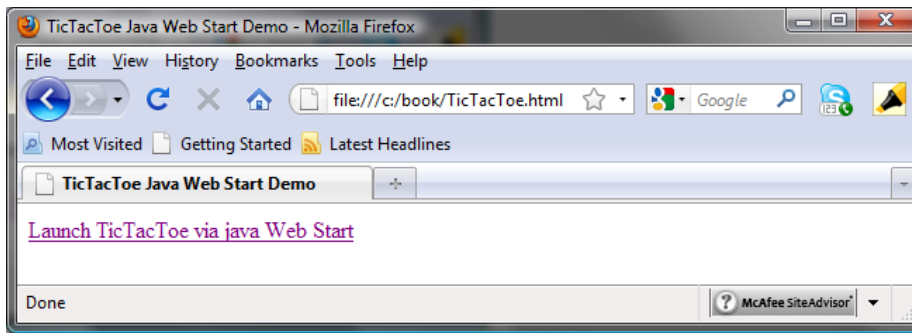 TicTacToe Java Web Start Demo - Mozilla Firefox
File Edit View History Bookmarks Tools Help
file:///c:/book/TicTacToe.html Google 123
Most Visited Getting Started Latest Headlines
TicTacToe Java Web Start Demo
Launch TicTacToe via java Web Start
Done ? McAfee SiteAdvisor